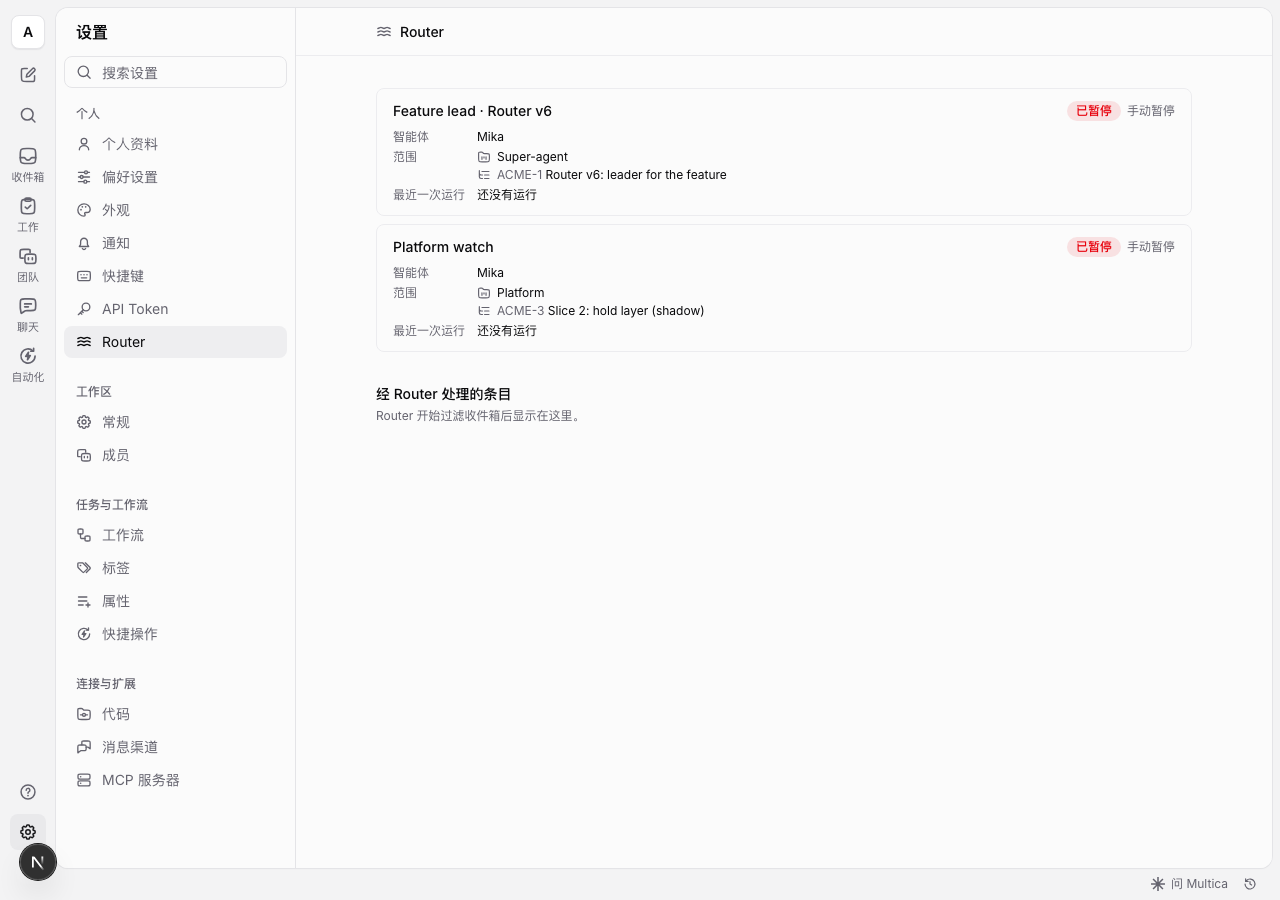 A
收件箱
工作
团队
聊天
自动化
设置
搜索设置
个人
个人资料
偏好设置
外观
通知
快捷键
API Token
Router
工作区
常规
成员
任务与工作流
工作流
标签
属性
快捷操作
连接与扩展
代码
消息渠道
MCP 服务器
Router
Feature lead · Router v6
已暂停 手动暂停
智能体 Mika
范围 Super-agent
ACME-1 Router v6: leader for the feature
最近一次运行 还没有运行
Platform watch
已暂停 手动暂停
智能体 Mika
范围 Platform
ACME-3 Slice 2: hold layer (shadow)
最近一次运行 还没有运行
经 Router 处理的条目
Router 开始过滤收件箱后显示在这里。
N
问 Multica